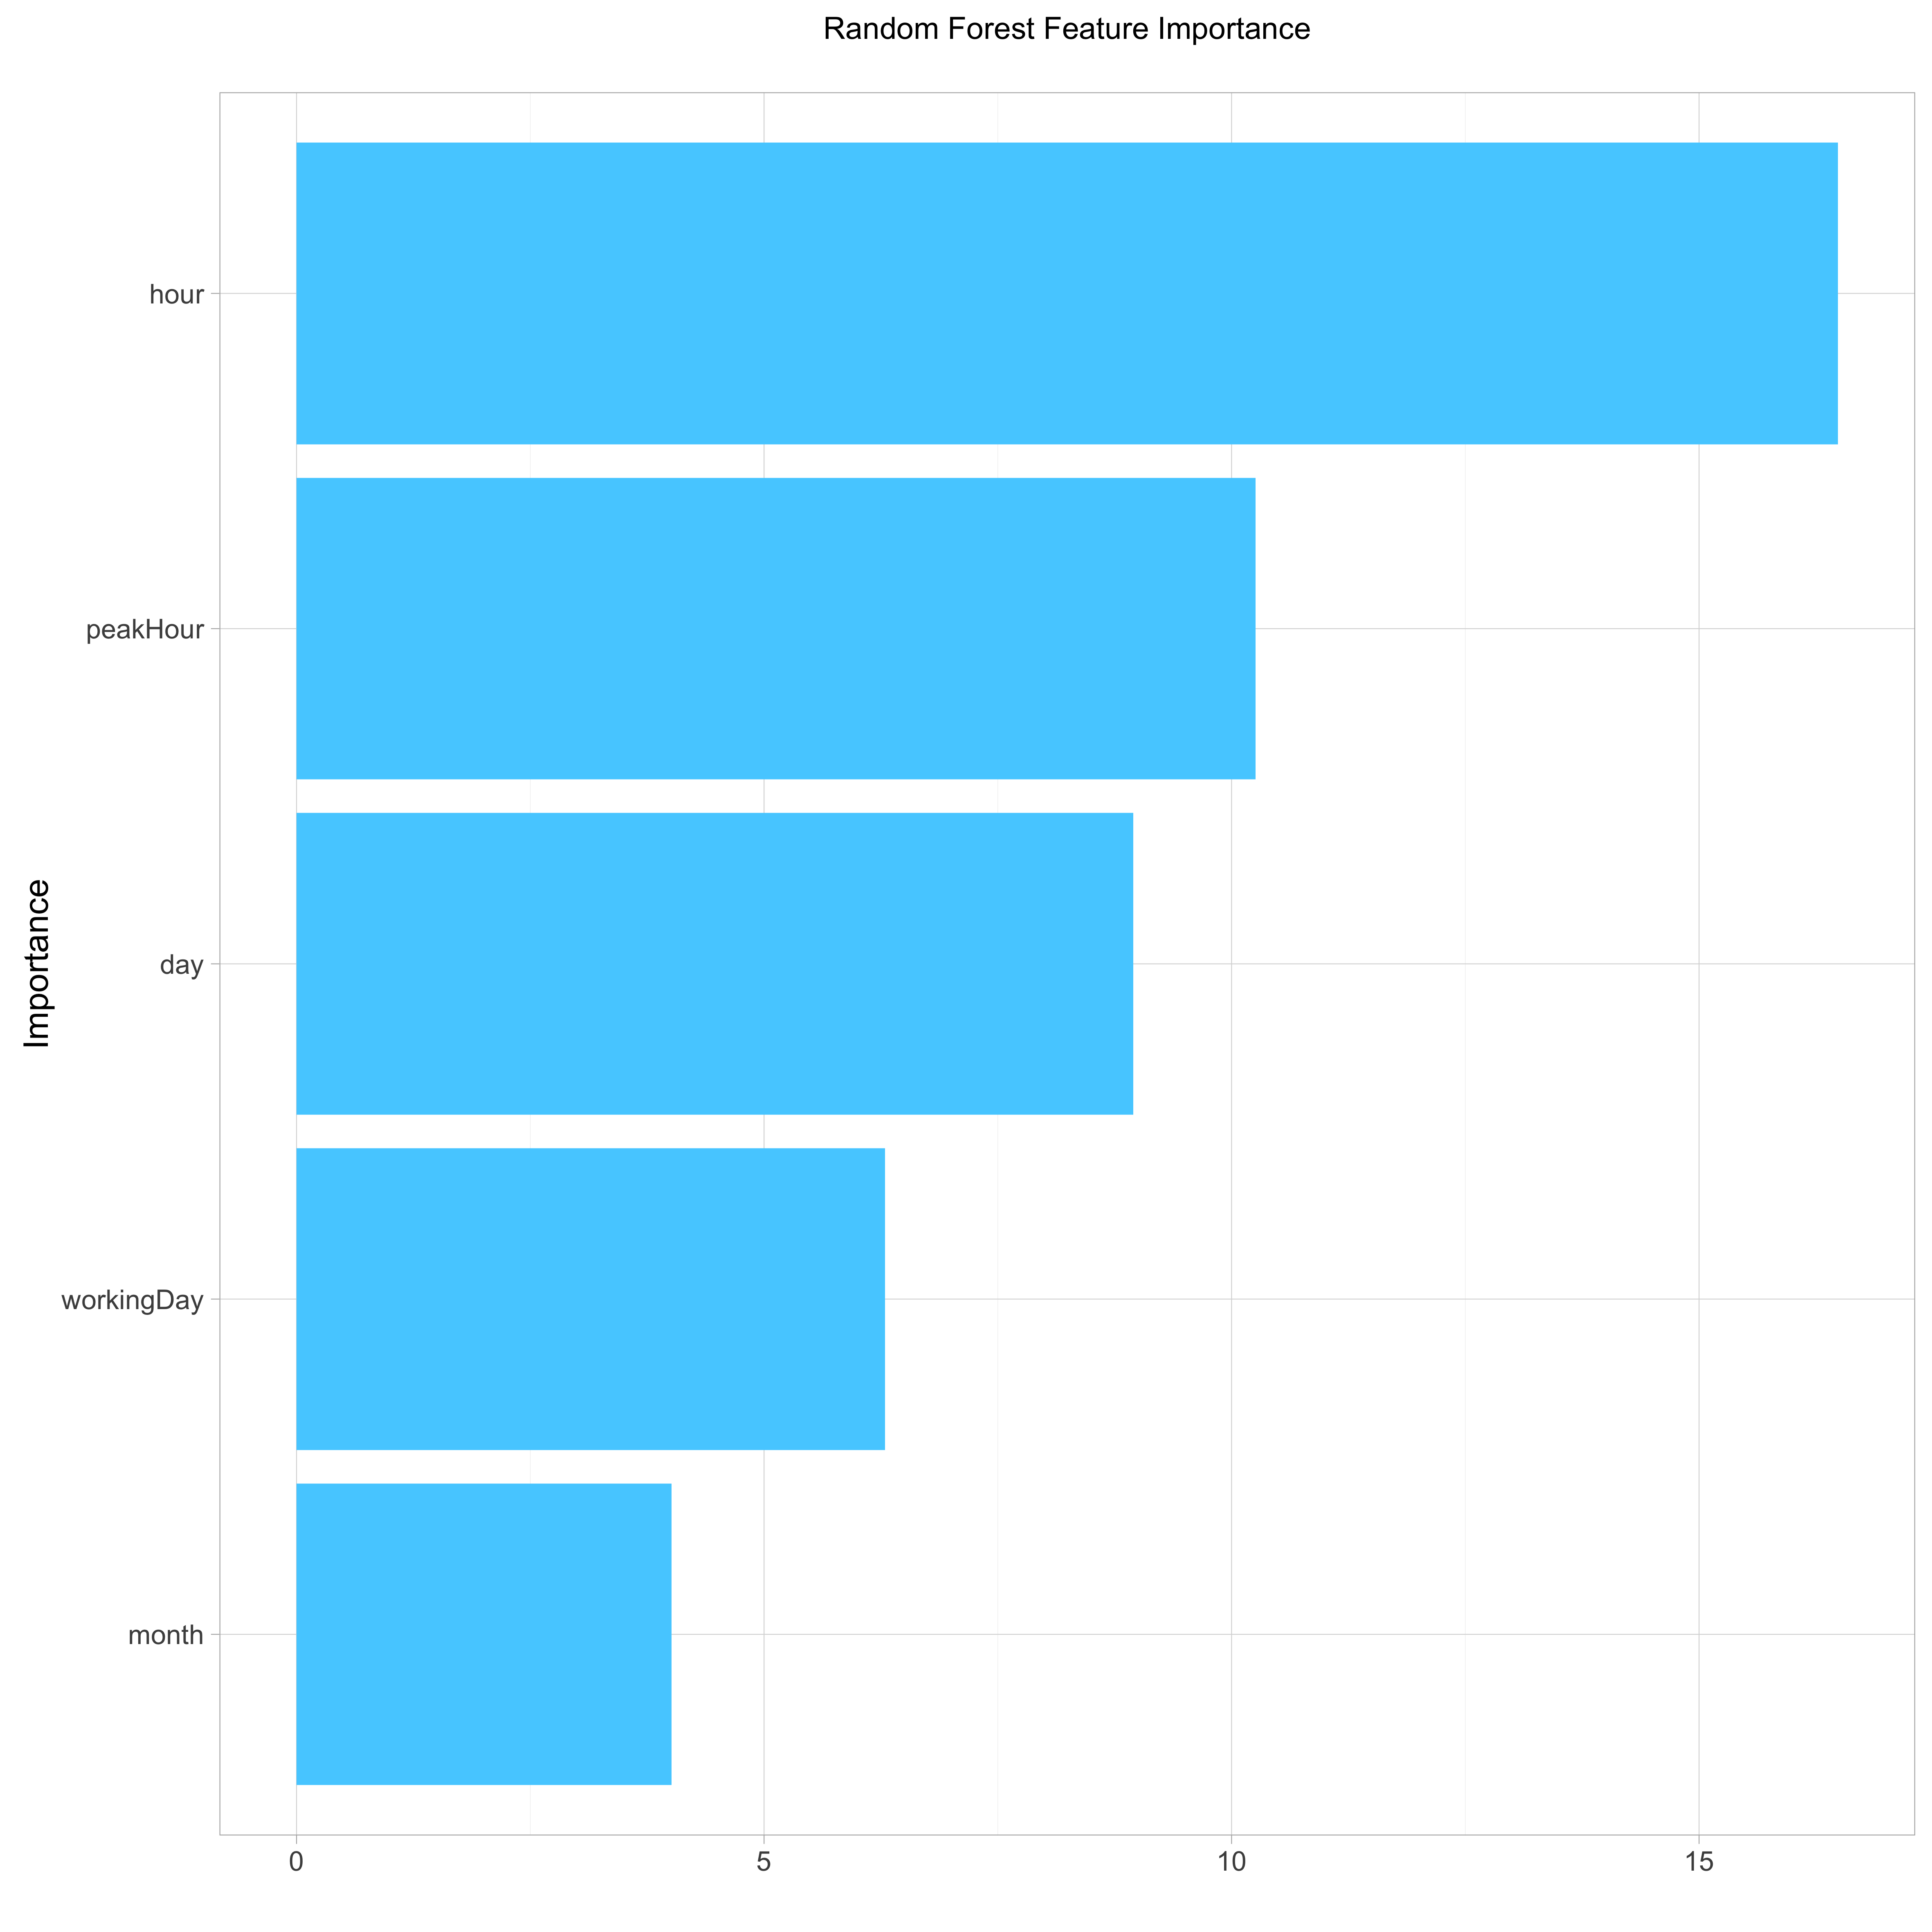 Random Forest Feature Importance
Importance
hour
peakHour
day
workingDay
month
0 5 10 15